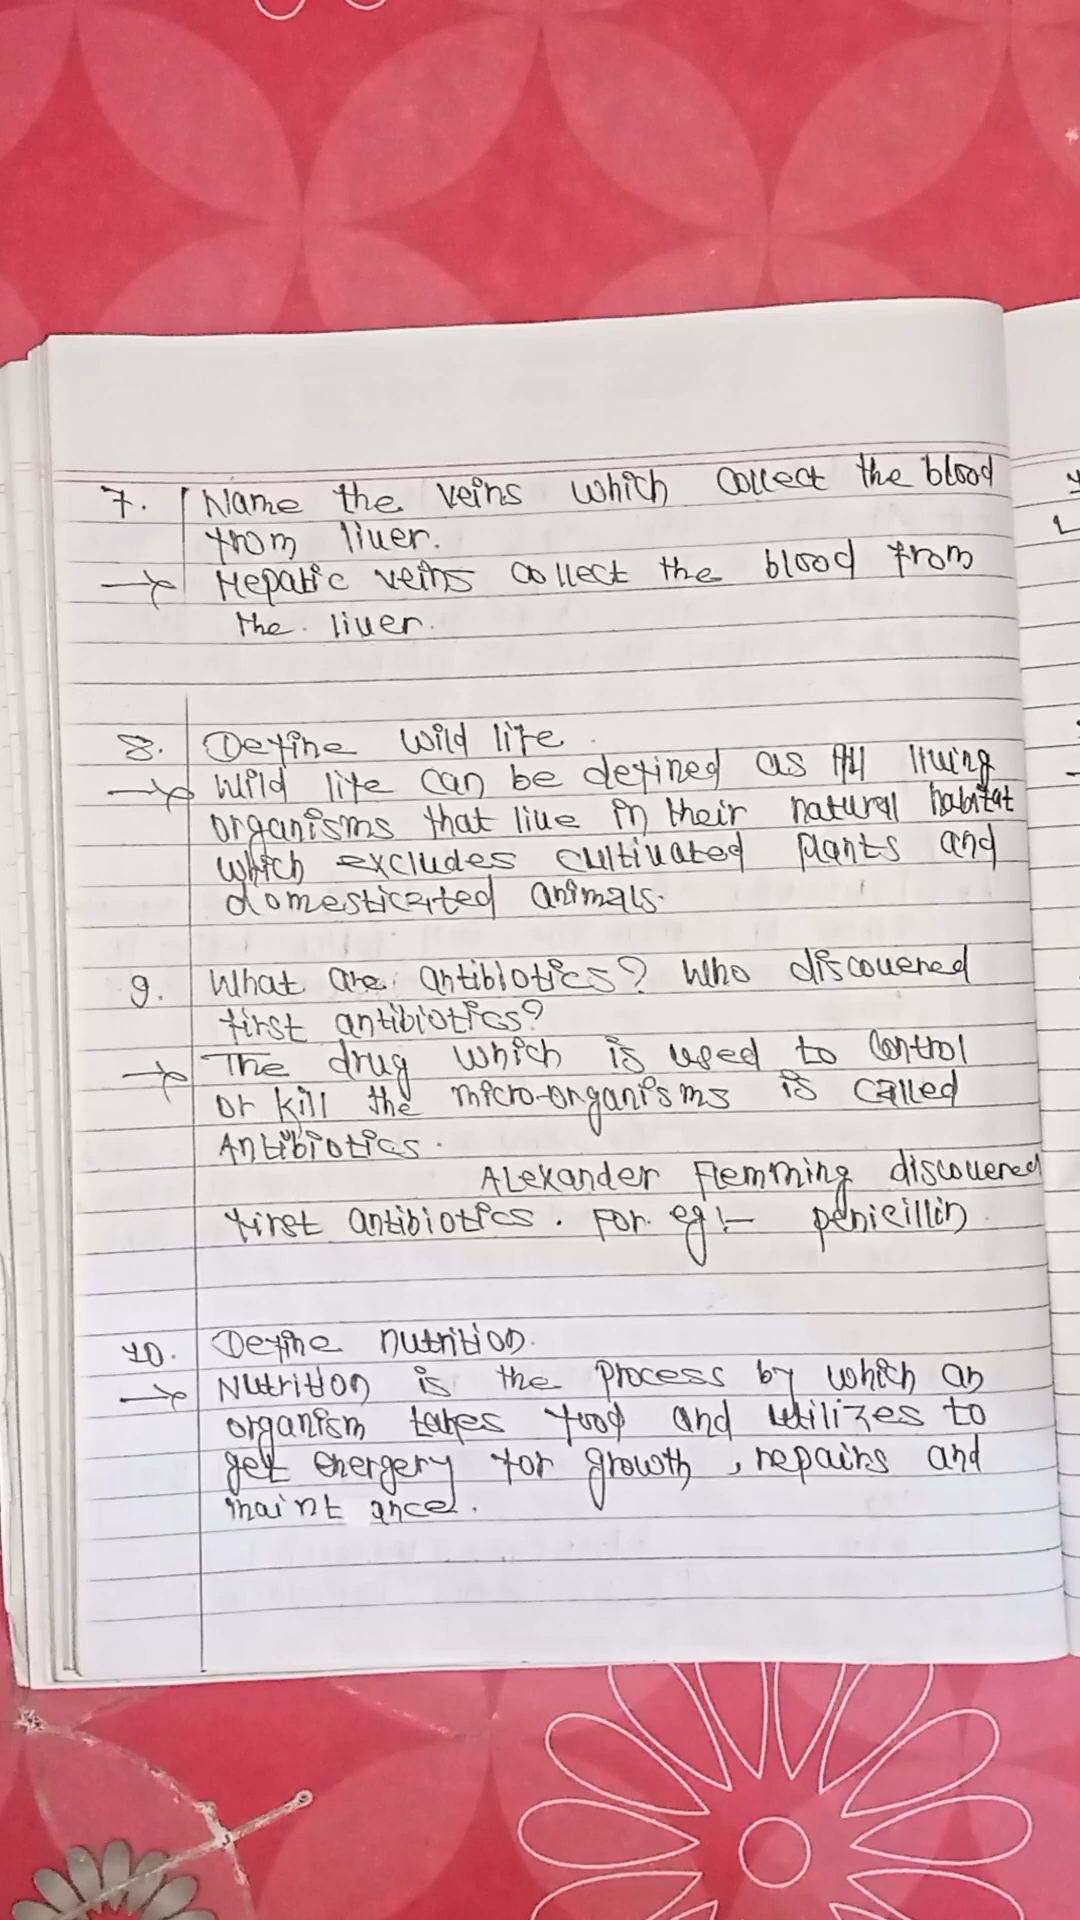 7. Name the veins which collect the blood
from liver.
→ Hepatic veins collect the blood from
the liver.
8. Define wild life.
→ Wild life can be defined as All living
organisms that live in their natural habitat
which excludes cultivated plants and
domesticated animals.
9. What are antibiotics? Who discovered
first antibiotics?
→ The drug which is used to control
or kill the micro-organisms is called
Antibiotics.
Alexander Flemming discovered
first antibiotics. For eg:- penicillin
10. Define nutrition.
→ Nutrition is the process by which an
organism takes food and utilizes to
get energery for growth, repairs and
maint ance.